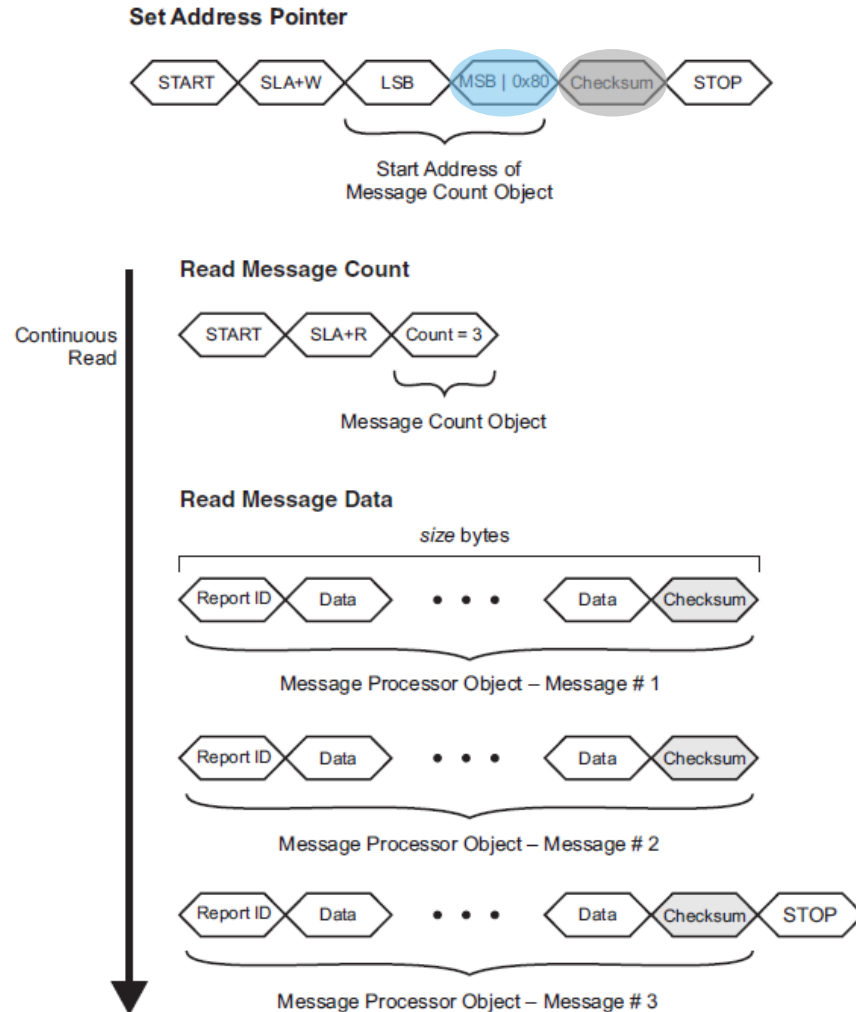 Set Address Pointer
START SLA+W LSB MSB | 0x80 Checksum STOP
Start Address of
Message Count Object
Read Message Count
Continuous
Read
START SLA+R Count = 3
Message Count Object
Read Message Data
size bytes
Report ID Data • • • Data Checksum
Message Processor Object – Message # 1
Report ID Data • • • Data Checksum
Message Processor Object – Message # 2
Report ID Data • • • Data Checksum STOP
Message Processor Object – Message # 3